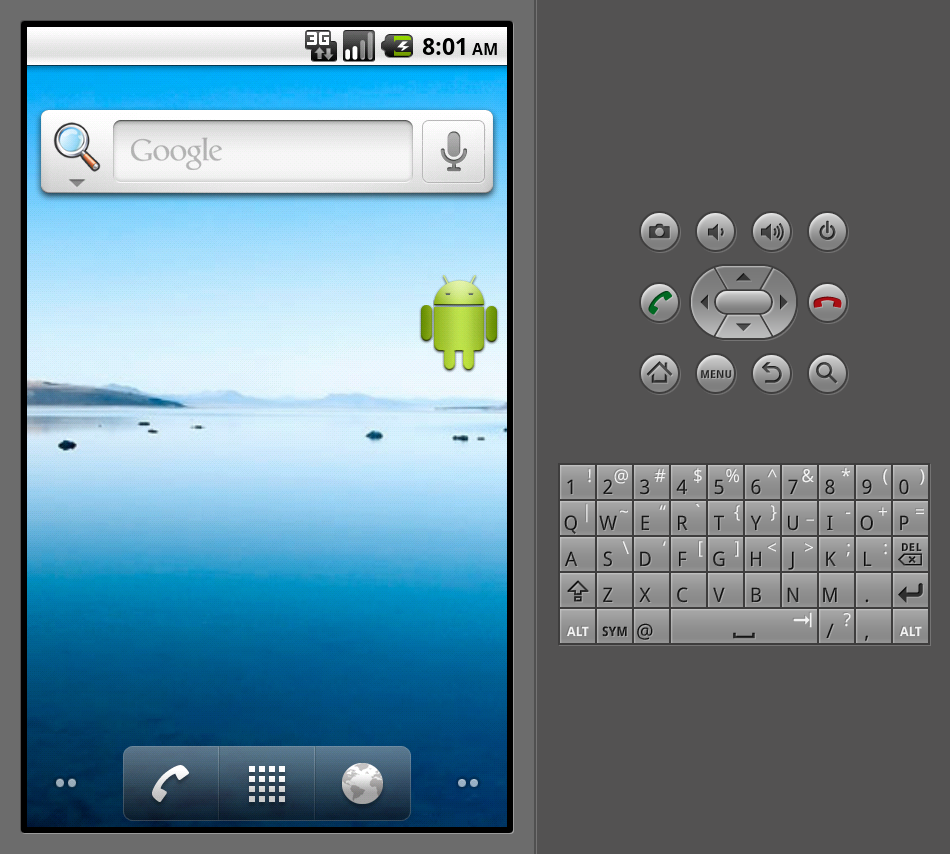 3G 8:01 AM
Google
MENU
1 ! 2 @ 3 # 4 $ 5 % 6 ^ 7 & 8 * 9 ( 0 )
Q | W ~ E “ R ` T { Y } U _ I - O + P =
A S \ D ‘ F [ G ] H < J > K ; L : DEL
Z X C V B N M .
ALT SYM @ / ? , ALT